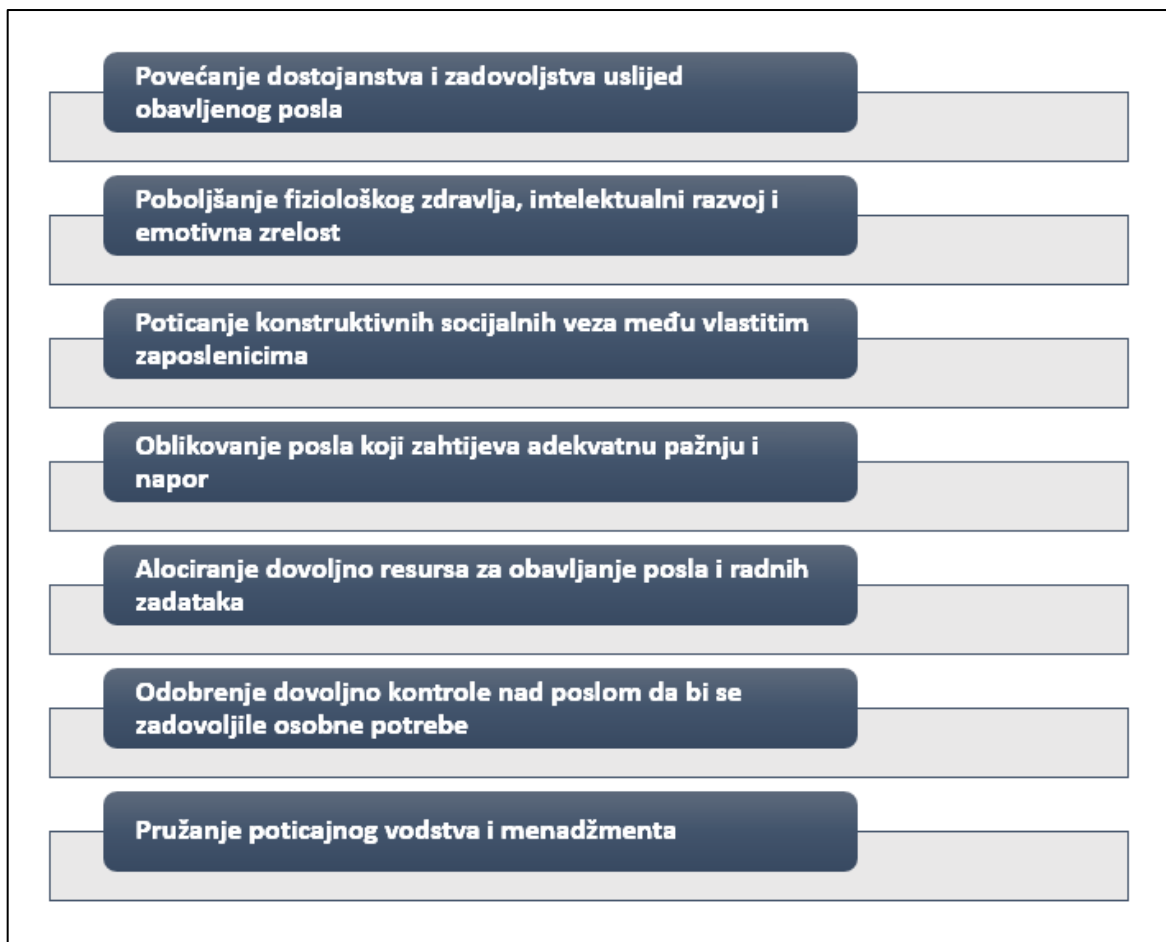 Povećanje dostojanstva i zadovoljstva uslijed
obavljenog posla
Poboljšanje fiziološkog zdravlja, intelektualni razvoj i
emotivna zrelost
Poticanje konstruktivnih socijalnih veza među vlastitim
zaposlenicima
Oblikovanje posla koji zahtijeva adekvatnu pažnju i
napor
Alociranje dovoljno resursa za obavljanje posla i radnih
zadataka
Odobrenje dovoljno kontrole nad poslom da bi se
zadovoljile osobne potrebe
Pružanje poticajnog vodstva i menadžmenta